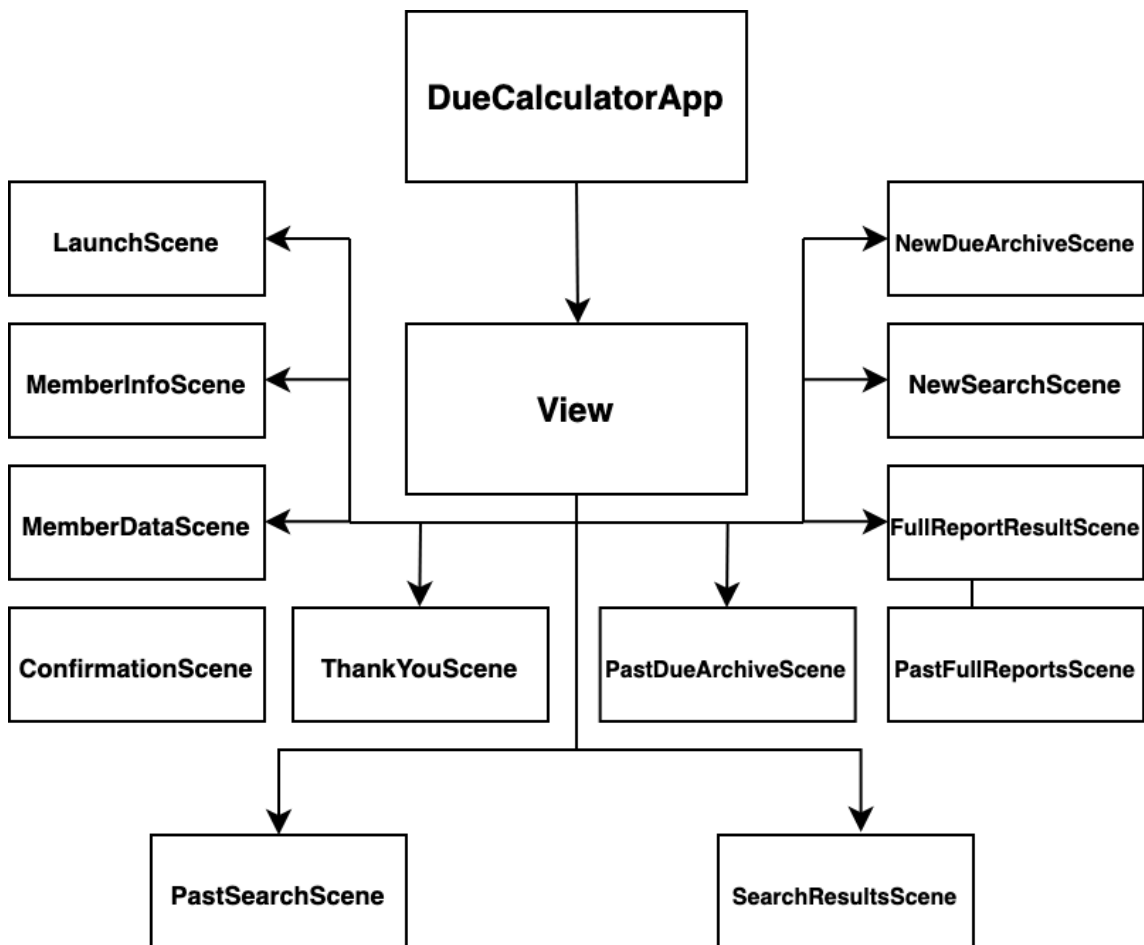 DueCalculatorApp
LaunchScene
NewDueArchiveScene
MemberInfoScene
View
NewSearchScene
MemberDataScene
FullReportResultScene
ConfirmationScene
ThankYouScene
PastDueArchiveScene
PastFullReportsScene
PastSearchScene
SearchResultsScene